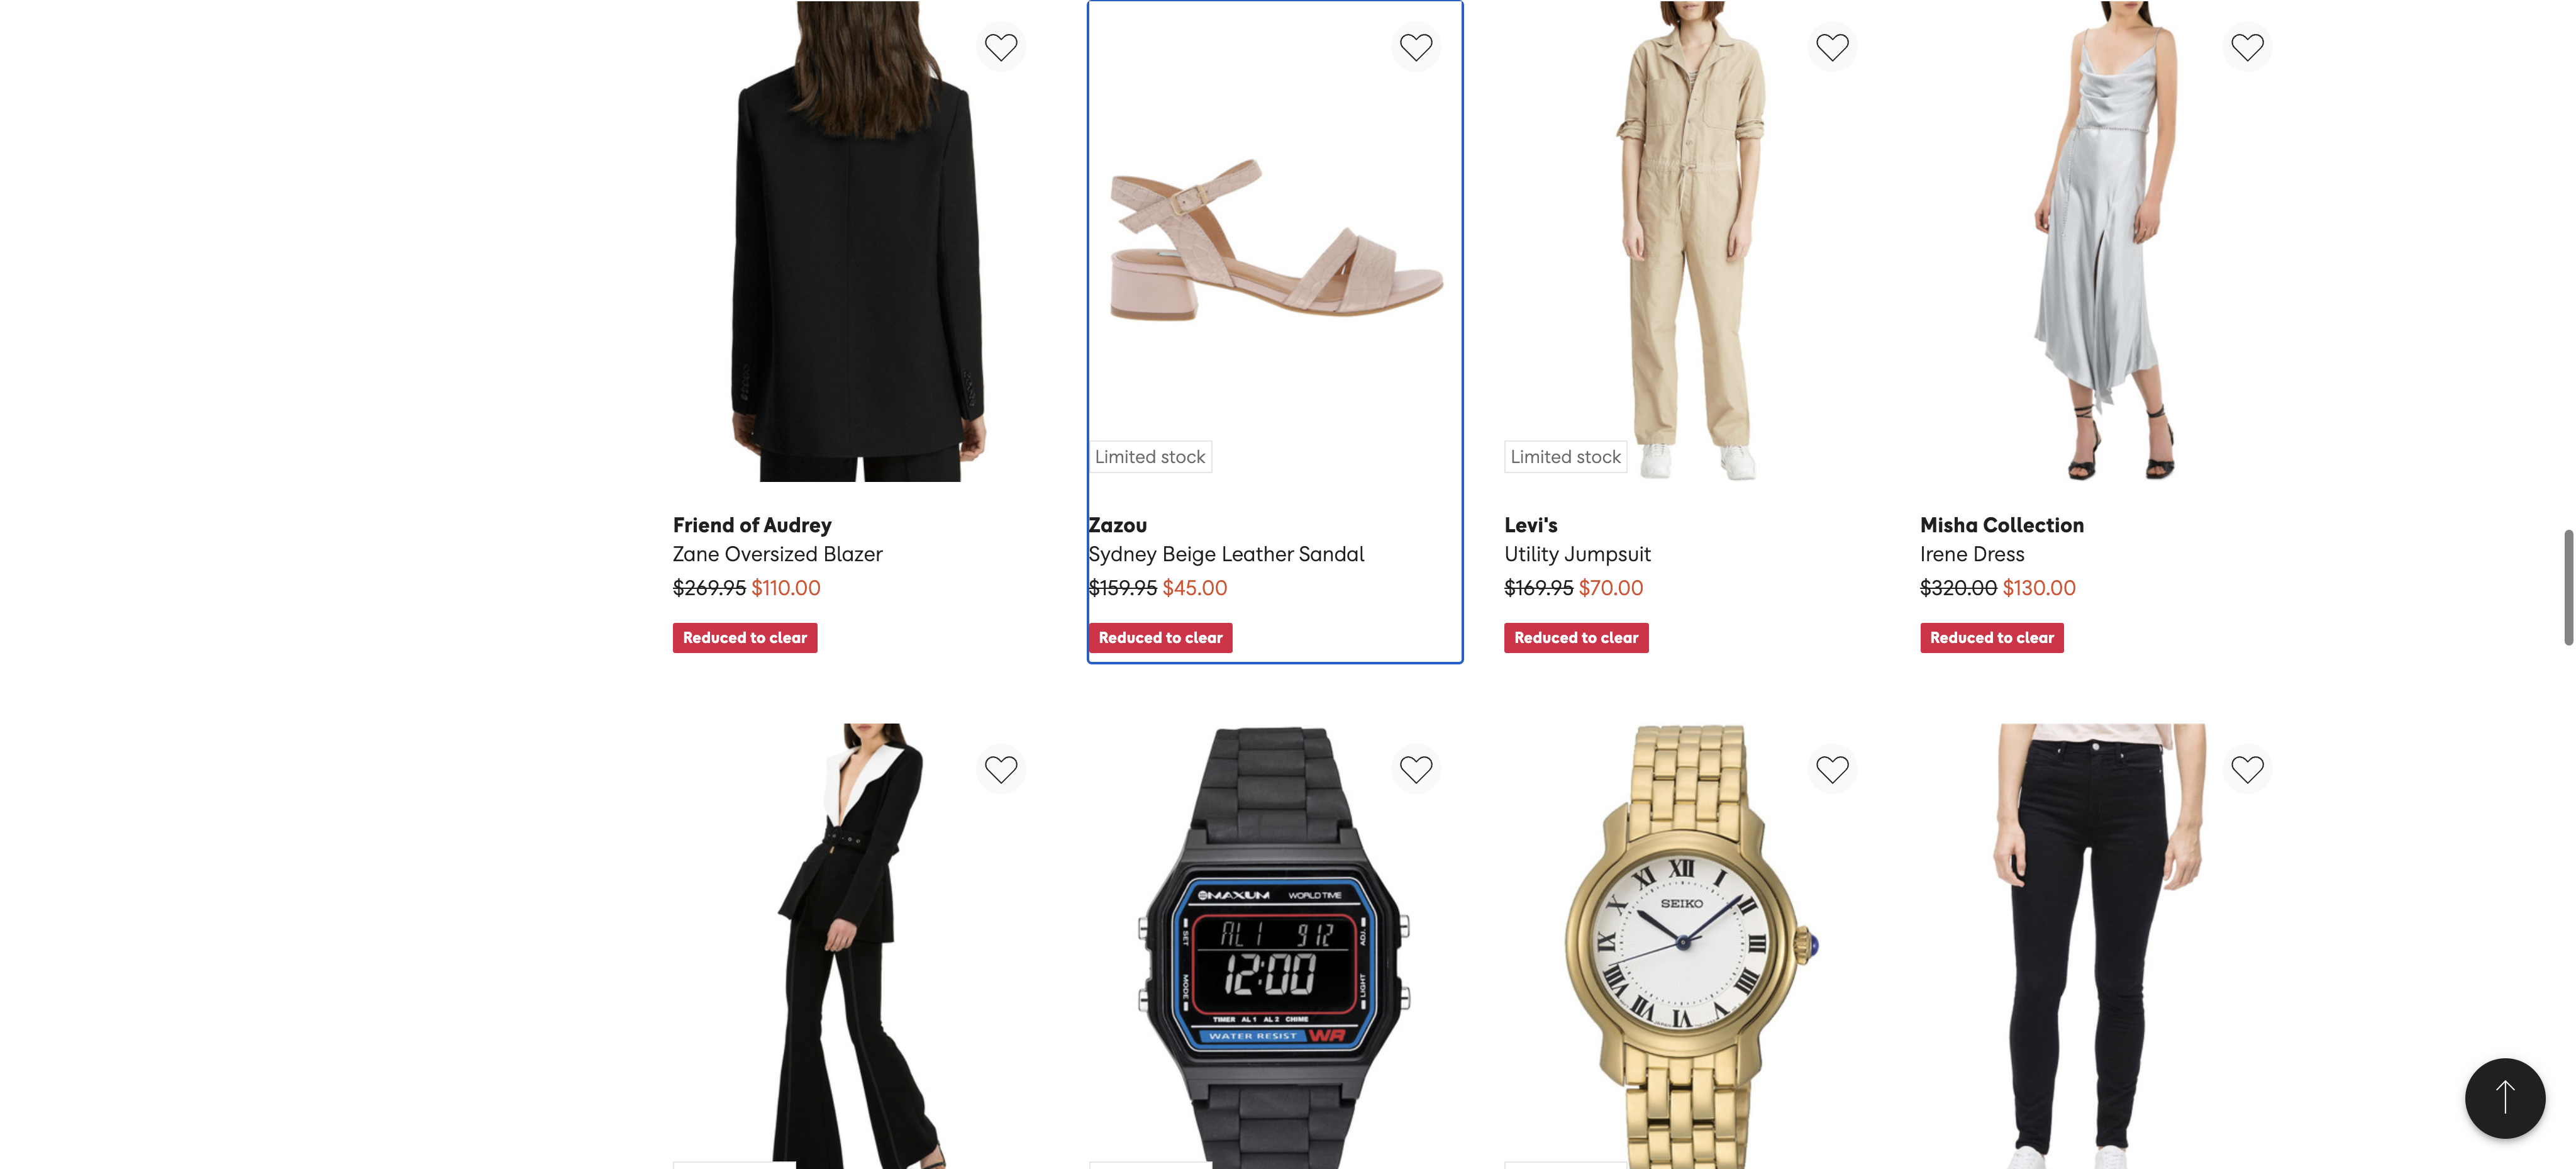 Limited stock
Limited stock
Friend of Audrey
Zane Oversized Blazer
$269.95 $110.00
Reduced to clear
Zazou
Sydney Beige Leather Sandal
$159.95 $45.00
Reduced to clear
Levi's
Utility Jumpsuit
$169.95 $70.00
Reduced to clear
Misha Collection
Irene Dress
$320.00 $130.00
Reduced to clear
MAXUM WORLD TIME
SET
ADJ.
AL1 912
12:00
MODE
LIGHT
TIMER AL 1 AL 2 CHIME
WATER RESIST WR
SEIKO
XII
I
II
III
IIII
V
VI
VII
VIII
IX
X
XI